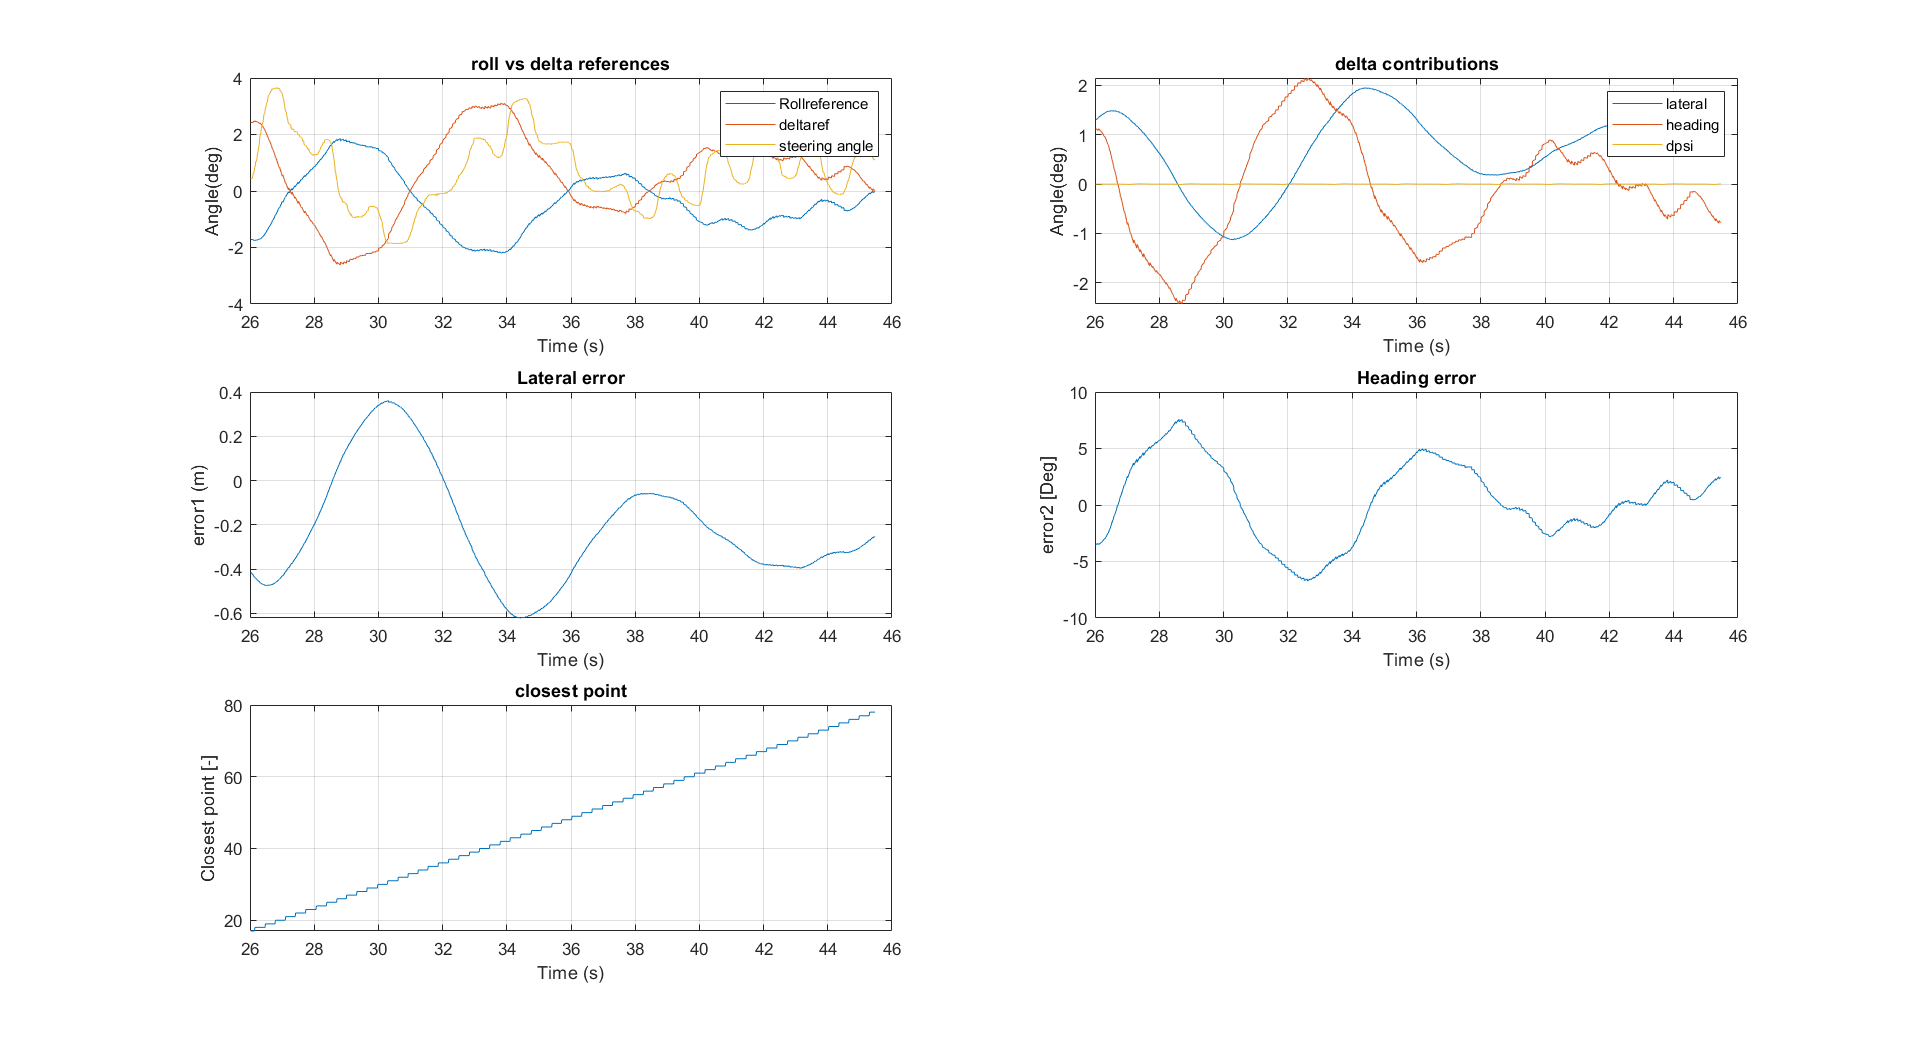 roll vs delta references
4
2
0
-2
-4
Angle(deg)
Rollreference
deltaref
steering angle
26 28 30 32 34 36 38 40 42 44 46
Time (s)
delta contributions
2
1
0
-1
-2
Angle(deg)
lateral
heading
dpsi
26 28 30 32 34 36 38 40 42 44 46
Time (s)
Lateral error
0.4
0.2
0
-0.2
-0.4
-0.6
error1 (m)
26 28 30 32 34 36 38 40 42 44 46
Time (s)
Heading error
10
5
0
-5
-10
error2 [Deg]
26 28 30 32 34 36 38 40 42 44 46
Time (s)
closest point
80
60
40
20
Closest point [-]
26 28 30 32 34 36 38 40 42 44 46
Time (s)